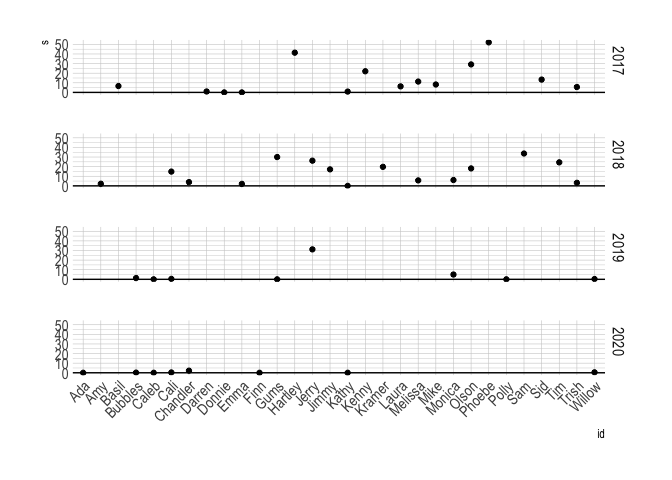 s
50
40
30
20
10
0
2017
50
40
30
20
10
0
2018
50
40
30
20
10
0
2019
50
40
30
20
10
0
2020
Ada
Amy
Basil
Bubbles
Caleb
Cali
Chandler
Darren
Donnie
Emma
Finn
Gums
Hartley
Jerry
Jimmy
Kathy
Kenny
Kramer
Laura
Melissa
Mike
Monica
Olson
Phoebe
Polly
Sam
Sid
Tim
Trish
Willow
id